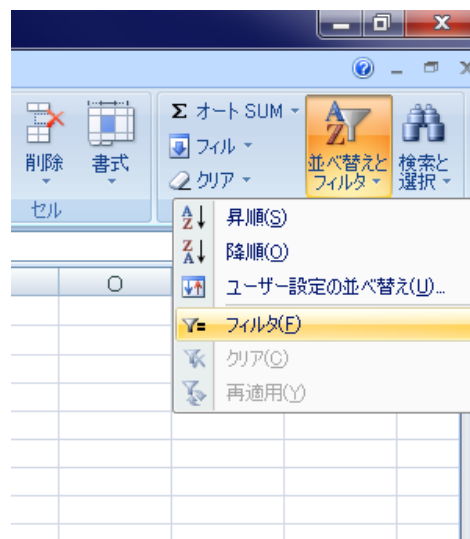 Σ オート SUM
フィル
クリア
削除
書式
並べ替えと
フィルタ
検索と
選択
セル
昇順(S)
降順(O)
ユーザー設定の並べ替え(U)...
フィルタ(F)
クリア(C)
再適用(Y)
O